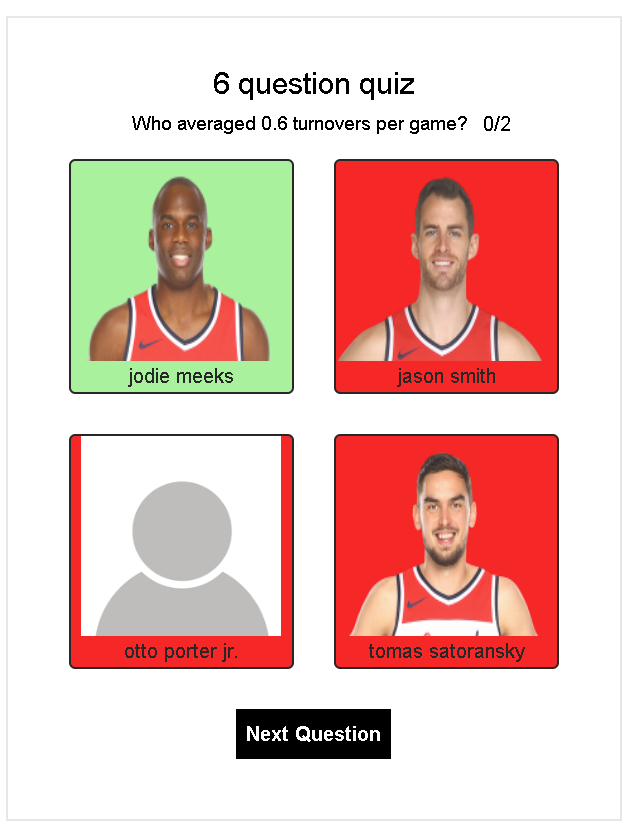 6 question quiz
Who averaged 0.6 turnovers per game? 0/2
jodie meeks
jason smith
otto porter jr.
tomas satoransky
Next Question